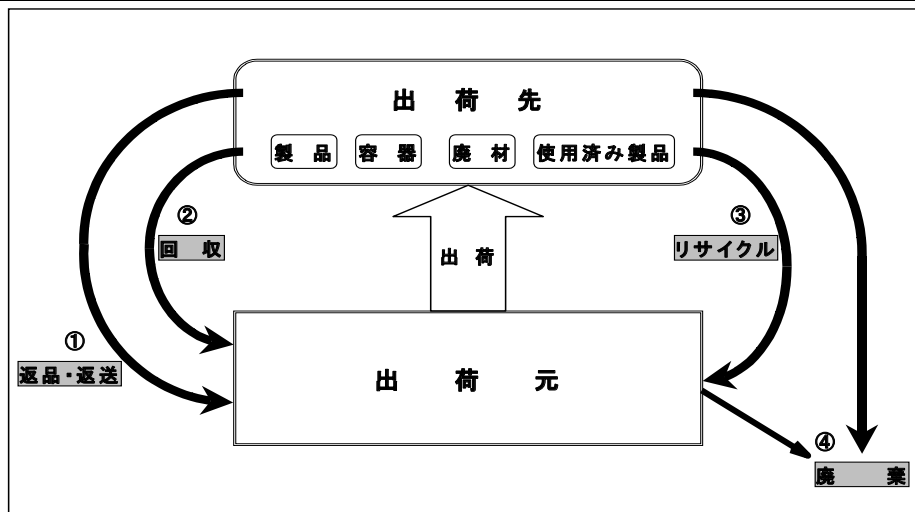 出荷先
製品 容器 廃材 使用済み製品
②
回収
③
リサイクル
出荷
①
返品・返送
出荷元
④
廃棄